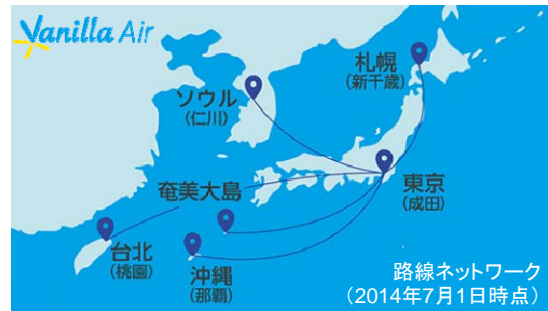 Vanilla Air
札幌
(新千歳)
ソウル
(仁川)
東京
(成田)
奄美大島
台北
(桃園)
沖縄
(那覇)
路線ネットワーク
(2014年7月1日時点)